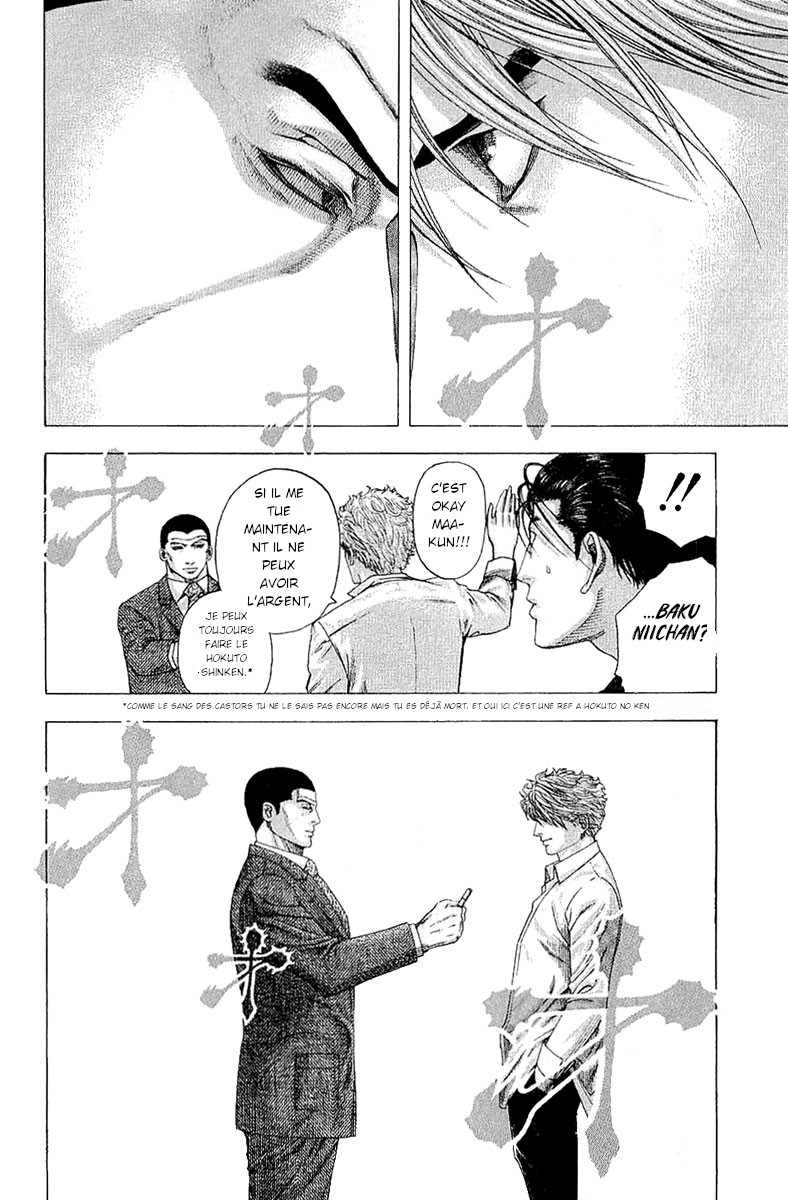 !!
...BAKU
NIICHAN?
C'EST
OKAY
MAA-
KUN!!!
SI IL ME
TUE
MAINTENA-
NT IL NE
PEUX
AVOIR
L'ARGENT,
JE PEUX
TOUJOURS
FAIRE LE
HOKUTO
-SHINKEN.*
*COMME LE SANG DES CASTORS TU NE LE SAIS PAS ENCORE MAIS TU ES DÉJÀ MORT. ET OUI ICI C'EST UNE REF A HOKUTO NO KEN